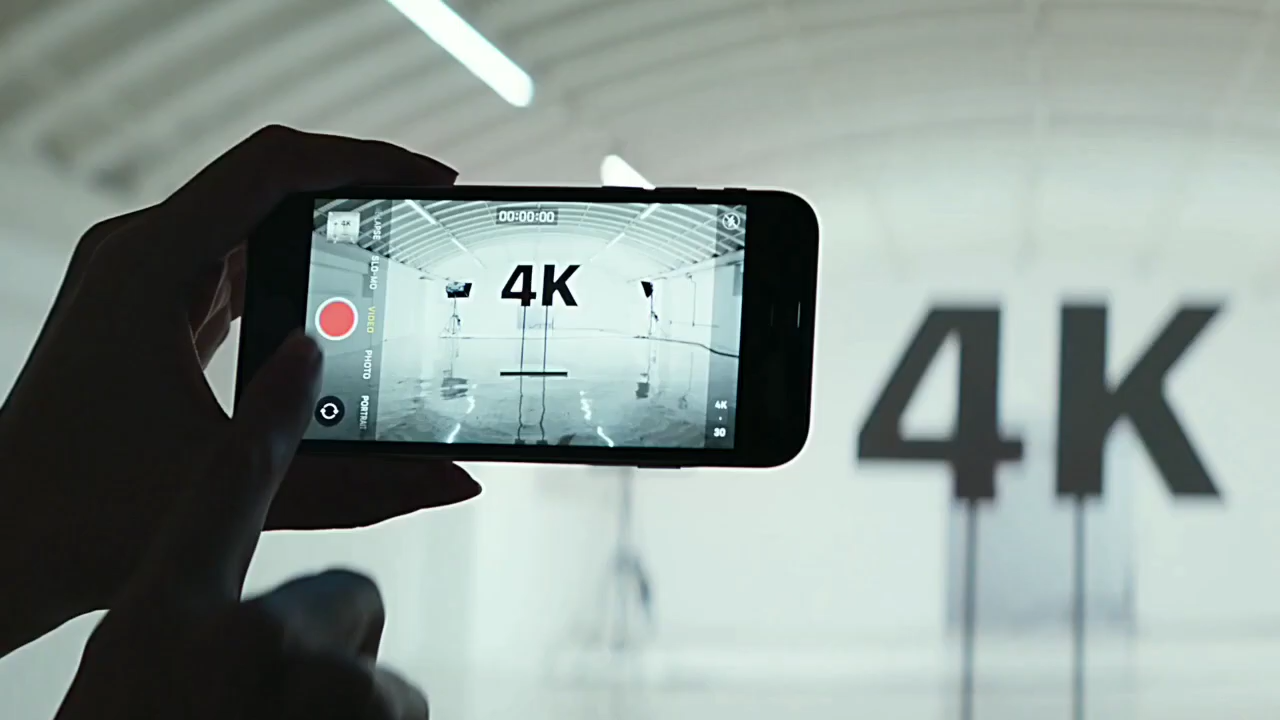 00:00:00
4K
LAPSE
SLO-MO
VIDEO
PHOTO
PORTRAIT
4K
30
4K